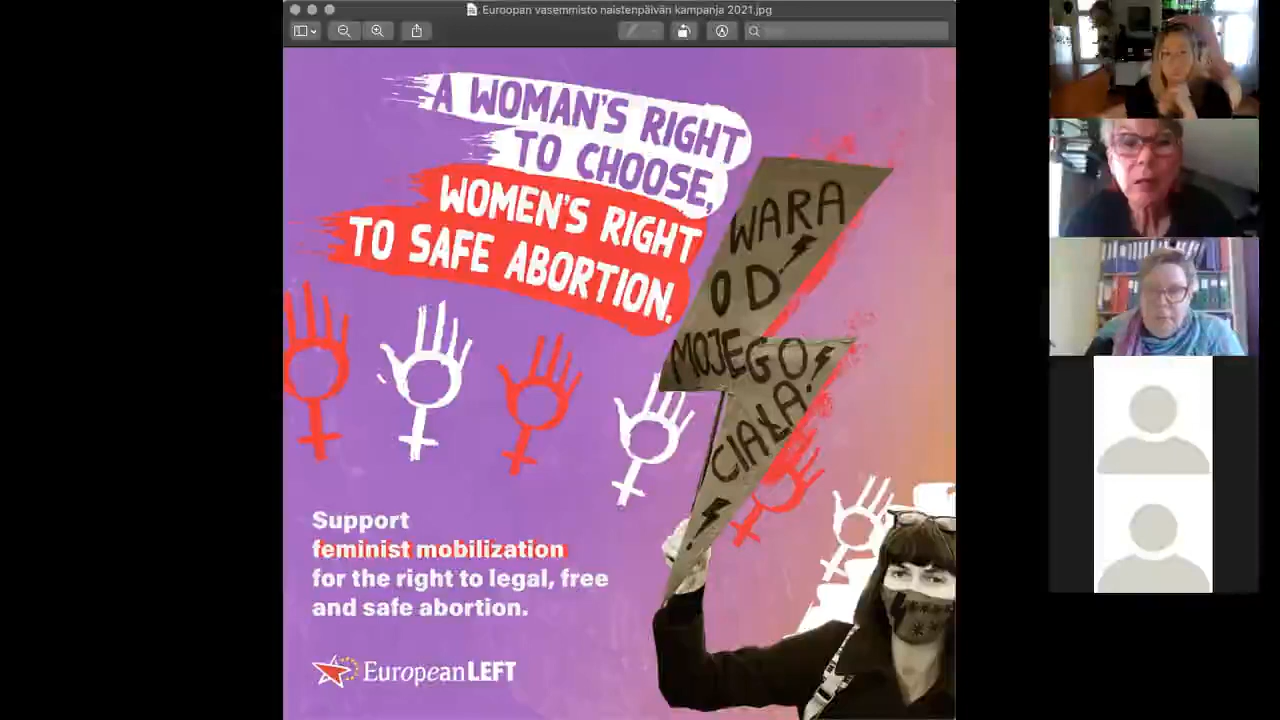 Euroopan vasemmisto naistenpäivän kampanja 2021.jpg
A WOMAN'S RIGHT
TO CHOOSE,
WOMEN'S RIGHT
TO SAFE ABORTION.
WARA
OD
MOJEGO
CIAŁA!
Support
feminist mobilization
for the right to legal, free
and safe abortion.
EuropeanLEFT